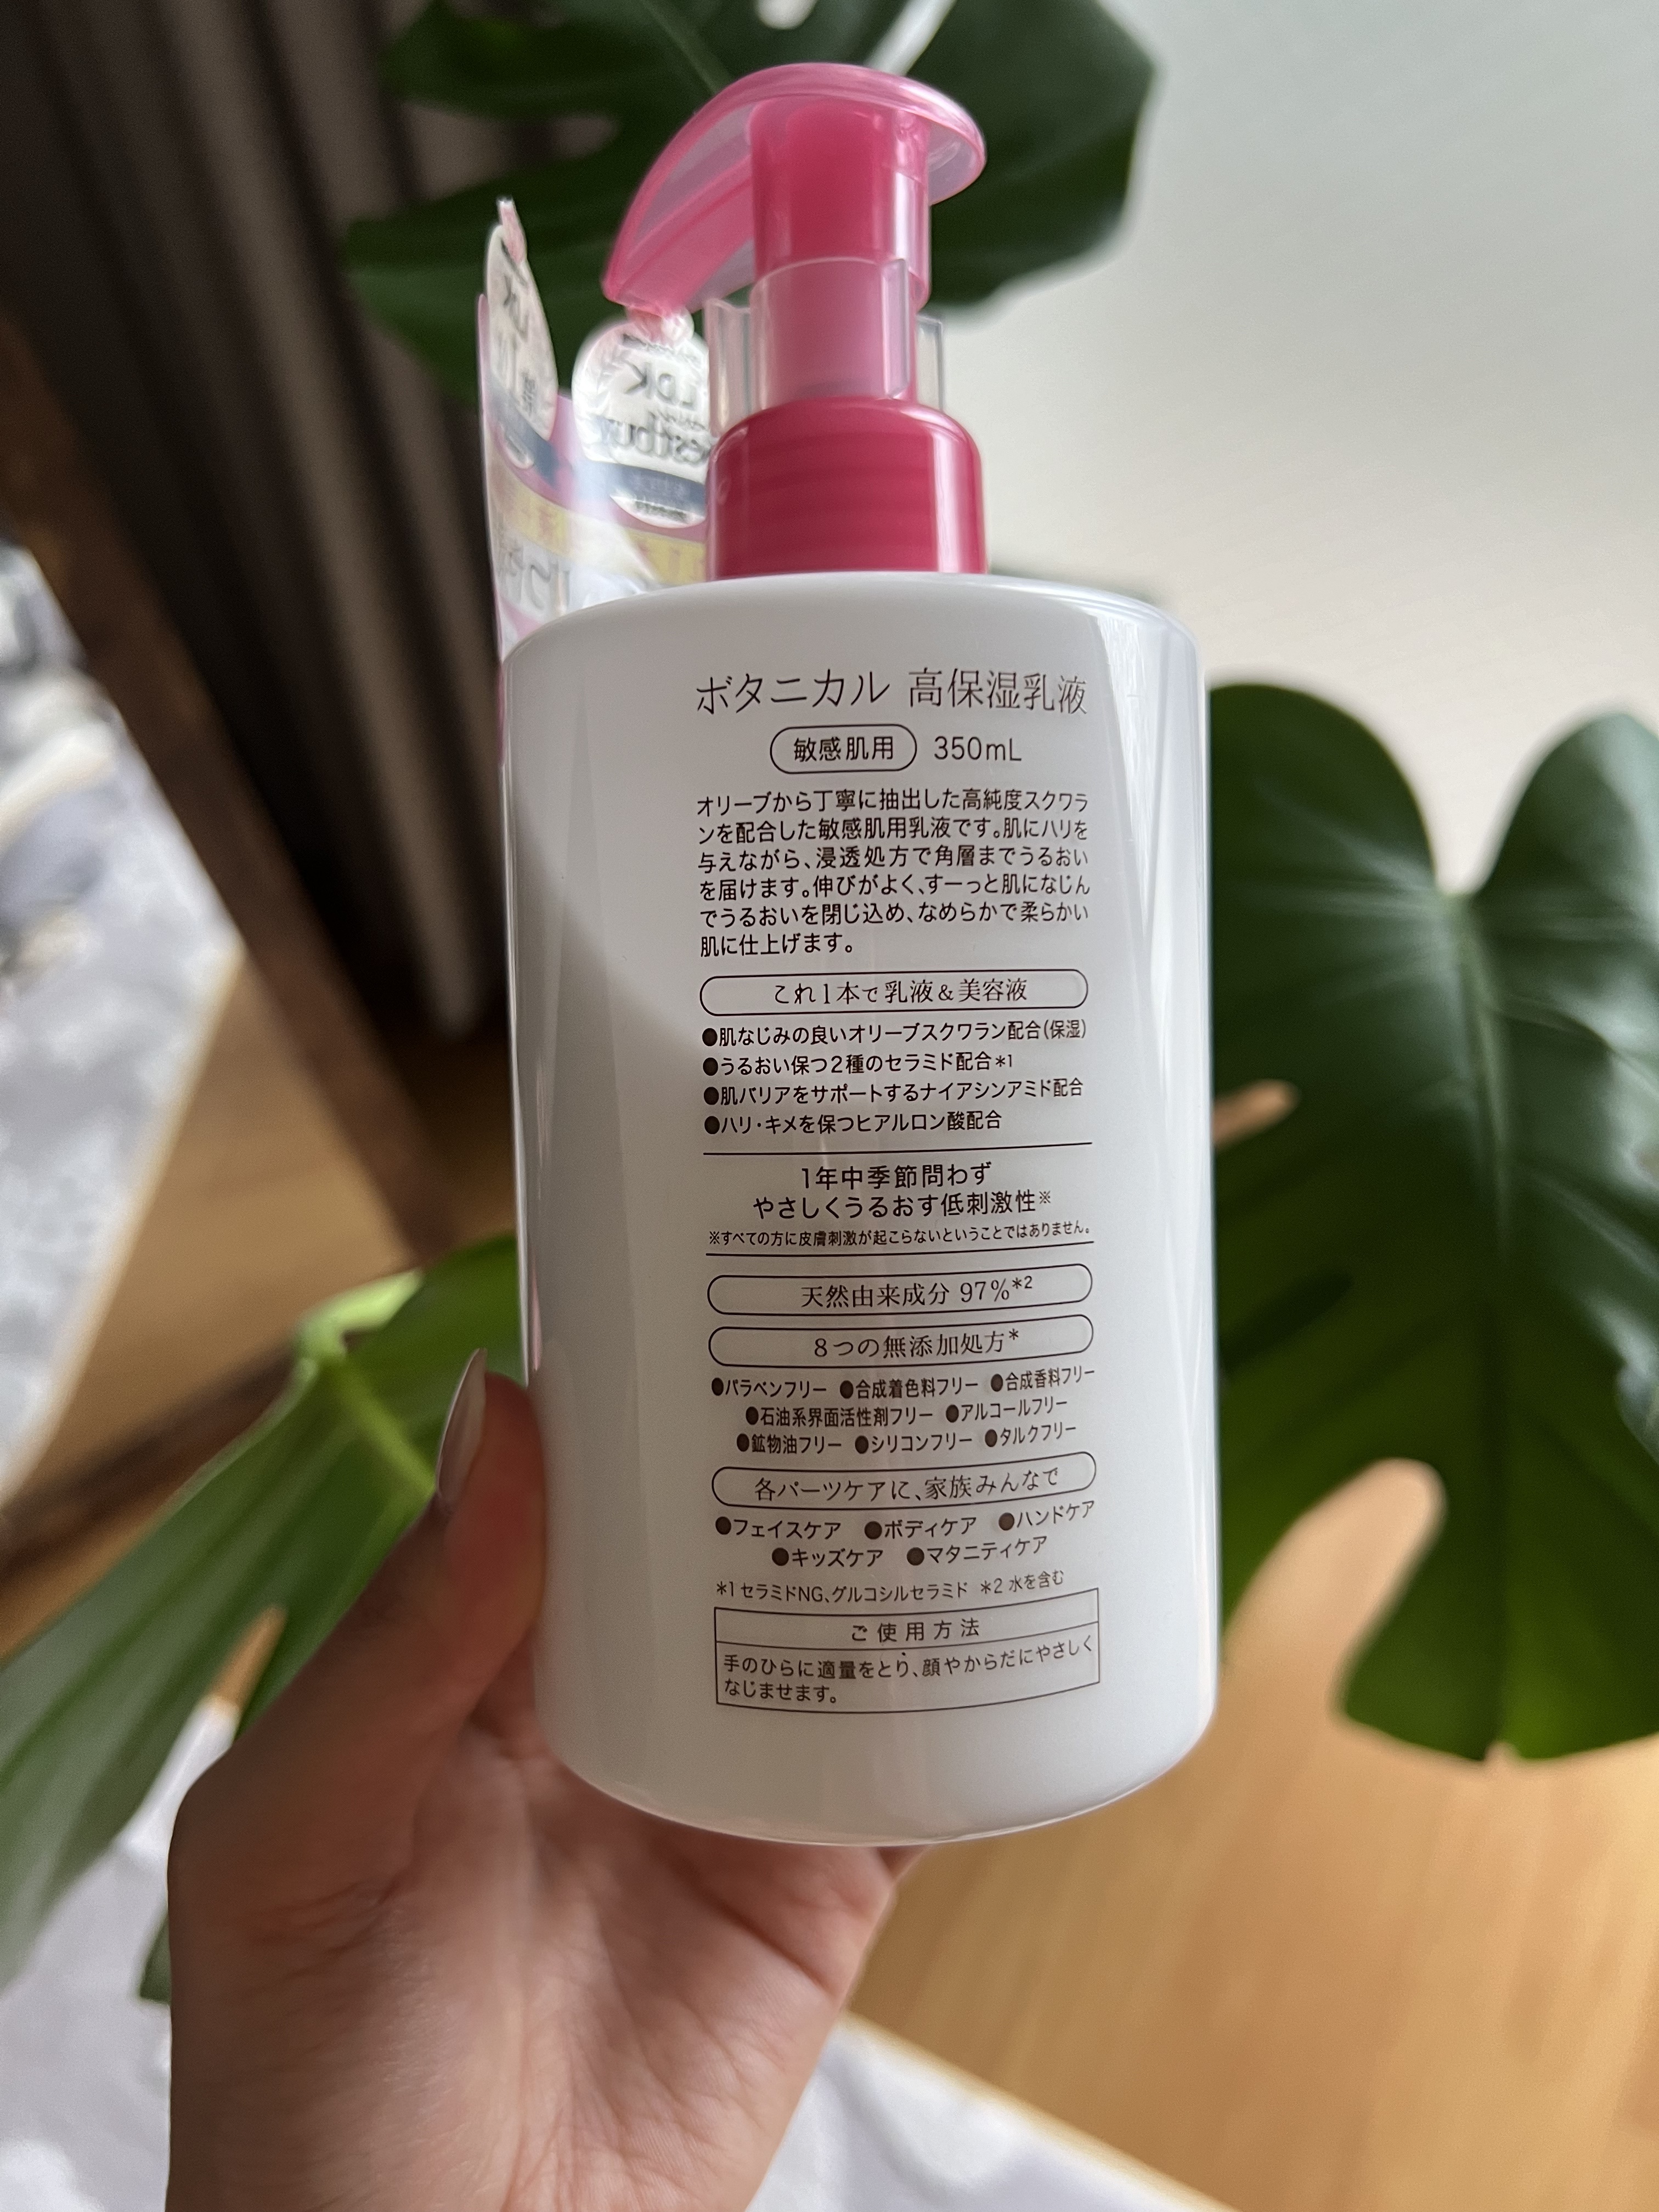 LDK
ボタニカル 高保湿乳液
敏感肌用 350mL
オリーブから丁寧に抽出した高純度スクワラ
ンを配合した敏感肌用乳液です。肌にハリを
与えながら、浸透処方で角層までうるおい
を届けます。伸びがよく、すーっと肌になじん
でうるおいを閉じ込め、なめらかで柔らかい
肌に仕上げます。
これ1本で乳液&美容液
●肌なじみの良いオリーブスクワラン配合(保湿)
●うるおい保つ2種のセラミド配合*1
●肌バリアをサポートするナイアシンアミド配合
●ハリ・キメを保つヒアルロン酸配合
1年中季節問わず
やさしくうるおす低刺激性※
※すべての方に皮膚刺激が起こらないということではありません。
天然由来成分 97%*2
8つの無添加処方*
●パラベンフリー ●合成着色料フリー ●合成香料フリー
●石油系界面活性剤フリー ●アルコールフリー
●鉱物油フリー ●シリコンフリー ●タルクフリー
各パーツケアに、家族みんなで
●フェイスケア ●ボディケア ●ハンドケア
●キッズケア ●マタニティケア
*1 セラミドNG、グルコシルセラミド *2 水を含む
ご使用方法
手のひらに適量をとり、顔やからだにやさしく
なじませます。